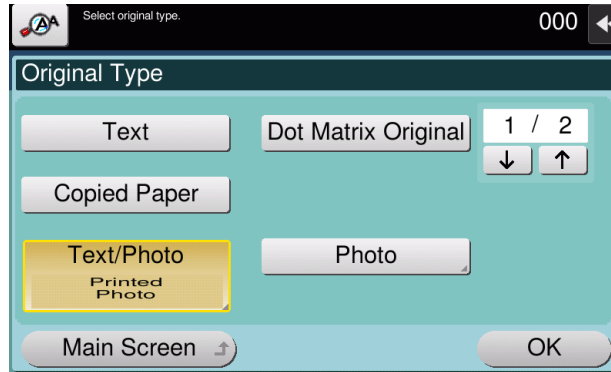 Select original type.
000
Original Type
Text
Dot Matrix Original
1 / 2
Copied Paper
Text/Photo
Printed
Photo
Photo
Main Screen
OK